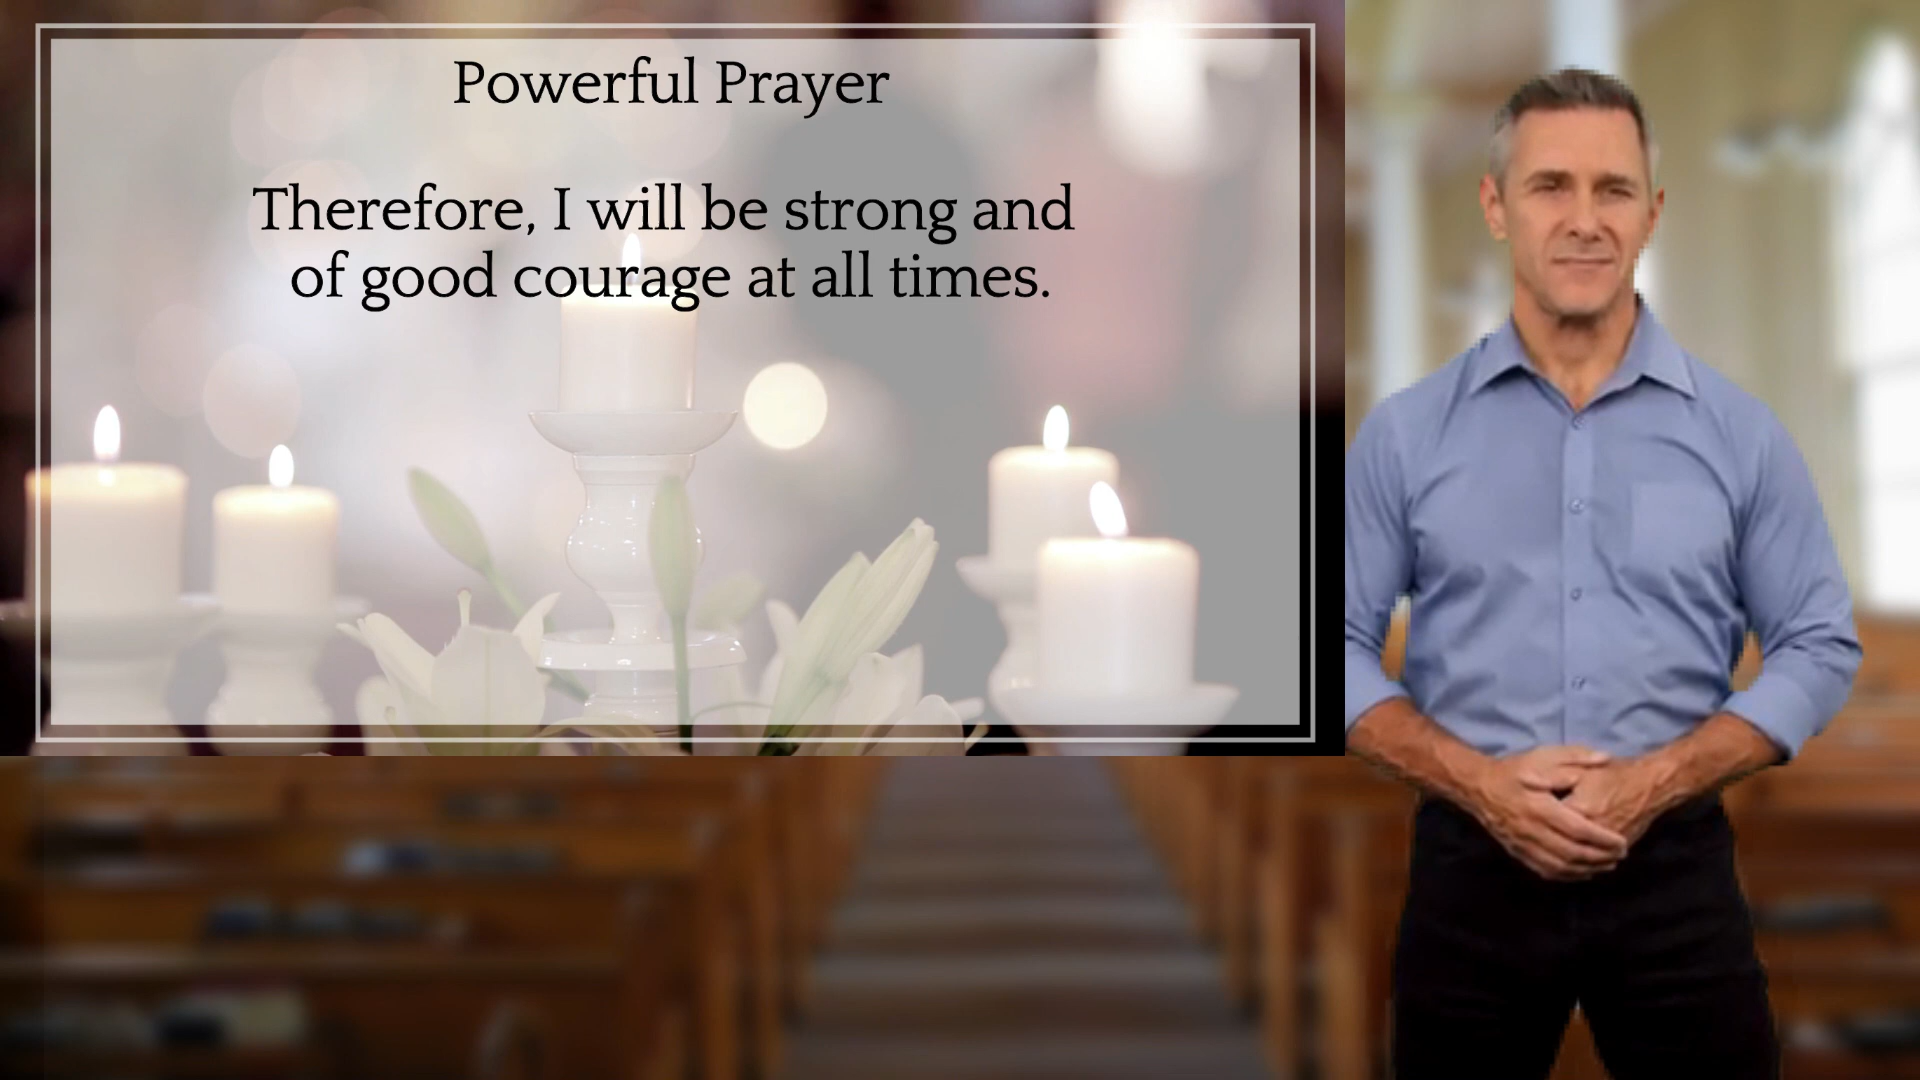 Powerful Prayer
Therefore, I will be strong and
of good courage at all times.